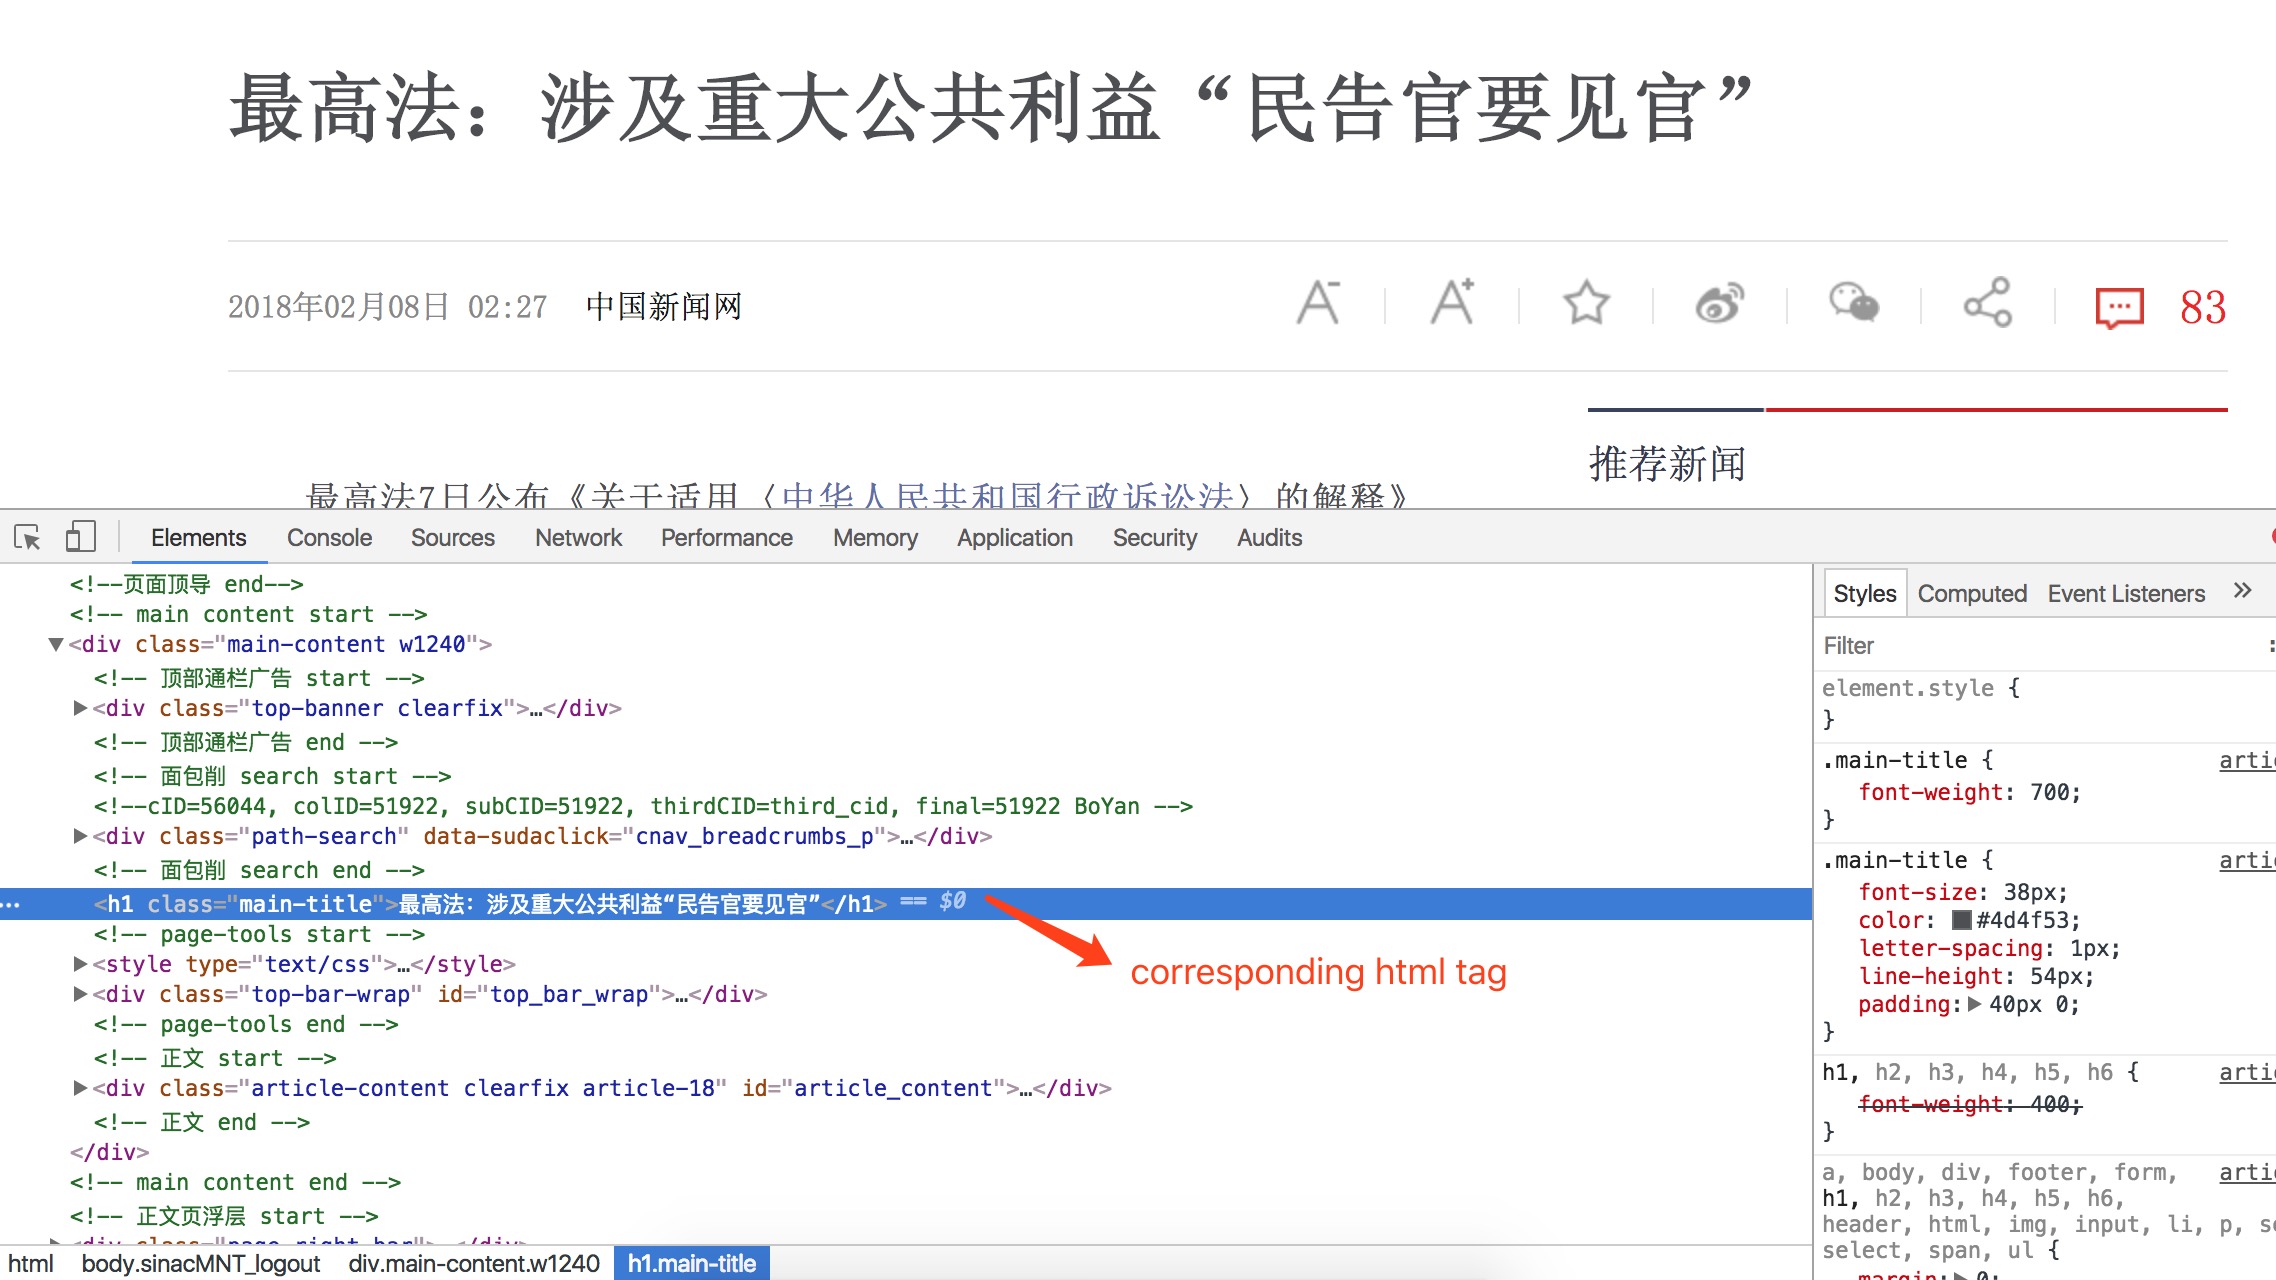 最高法：涉及重大公共利益“民告官要见官”
2018年02月08日 02:27 中国新闻网
83
推荐新闻
最高法7日公布《关于适用〈中华人民共和国行政诉讼法〉的解释》
Elements Console Sources Network Performance Memory Application Security Audits
<!--页面顶导 end-->
<!-- main content start -->
<div class="main-content w1240">
<!-- 顶部通栏广告 start -->
<div class="top-banner clearfix">…</div>
<!-- 顶部通栏广告 end -->
<!-- 面包削 search start -->
<!--cID=56044, colID=51922, subCID=51922, thirdCID=third_cid, final=51922 BoYan -->
<div class="path-search" data-sudaclick="cnav_breadcrumbs_p">…</div>
<!-- 面包削 search end -->
<h1 class="main-title">最高法：涉及重大公共利益“民告官要见官”</h1> == $0
corresponding html tag
<!-- page-tools start -->
<style type="text/css">…</style>
<div class="top-bar-wrap" id="top_bar_wrap">…</div>
<!-- page-tools end -->
<!-- 正文 start -->
<div class="article-content clearfix article-18" id="article_content">…</div>
<!-- 正文 end -->
</div>
<!-- main content end -->
<!-- 正文页浮层 start -->
<div class="page-right-bar">…</div>
html body.sinacMNT_logout div.main-content.w1240 h1.main-title
Styles Computed Event Listeners »
Filter
element.style {
}
.main-title { artic
font-weight: 700;
}
.main-title { artic
font-size: 38px;
color: #4d4f53;
letter-spacing: 1px;
line-height: 54px;
padding: 40px 0;
}
h1, h2, h3, h4, h5, h6 { artic
font-weight: 400;
}
a, body, div, footer, form, artic
h1, h2, h3, h4, h5, h6,
header, html, img, input, li, p, se
select, span, ul {
margin: 0;